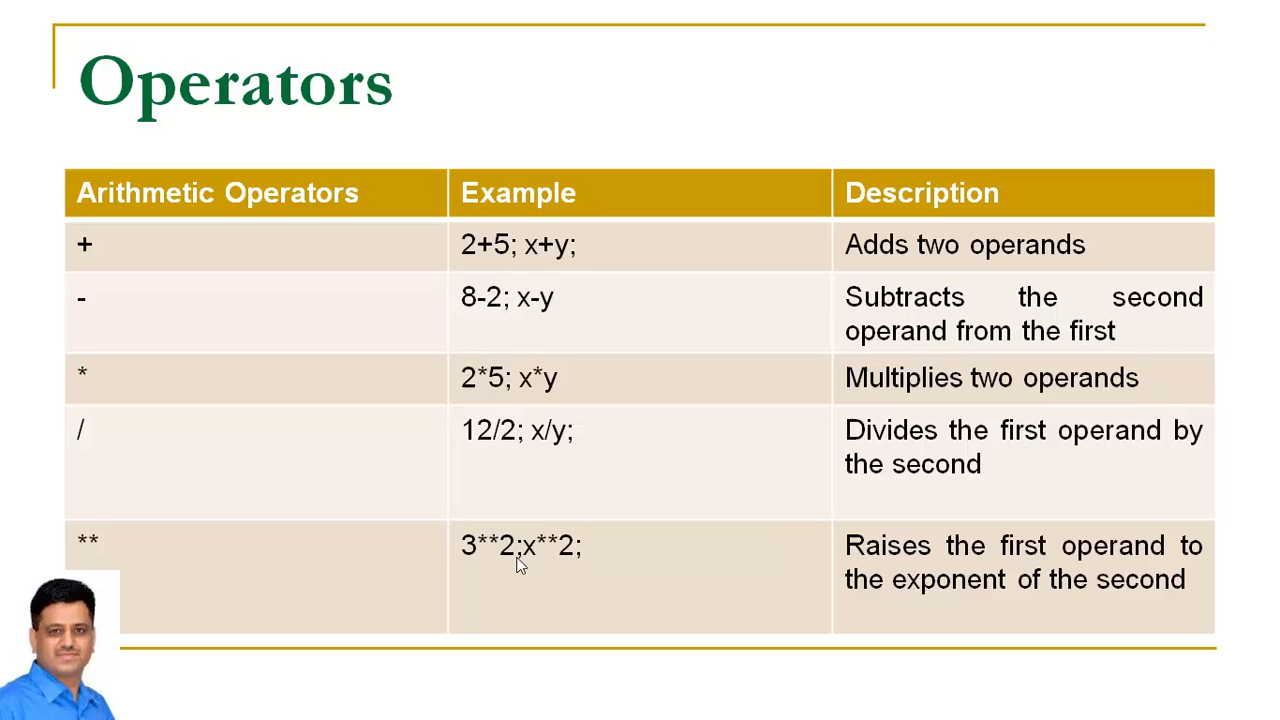 Operators
Arithmetic Operators Example Description
+ 2+5; x+y; Adds two operands
- 8-2; x-y Subtracts the second
operand from the first
* 2*5; x*y Multiplies two operands
/ 12/2; x/y; Divides the first operand by
the second
** 3**2;x**2; Raises the first operand to
the exponent of the second